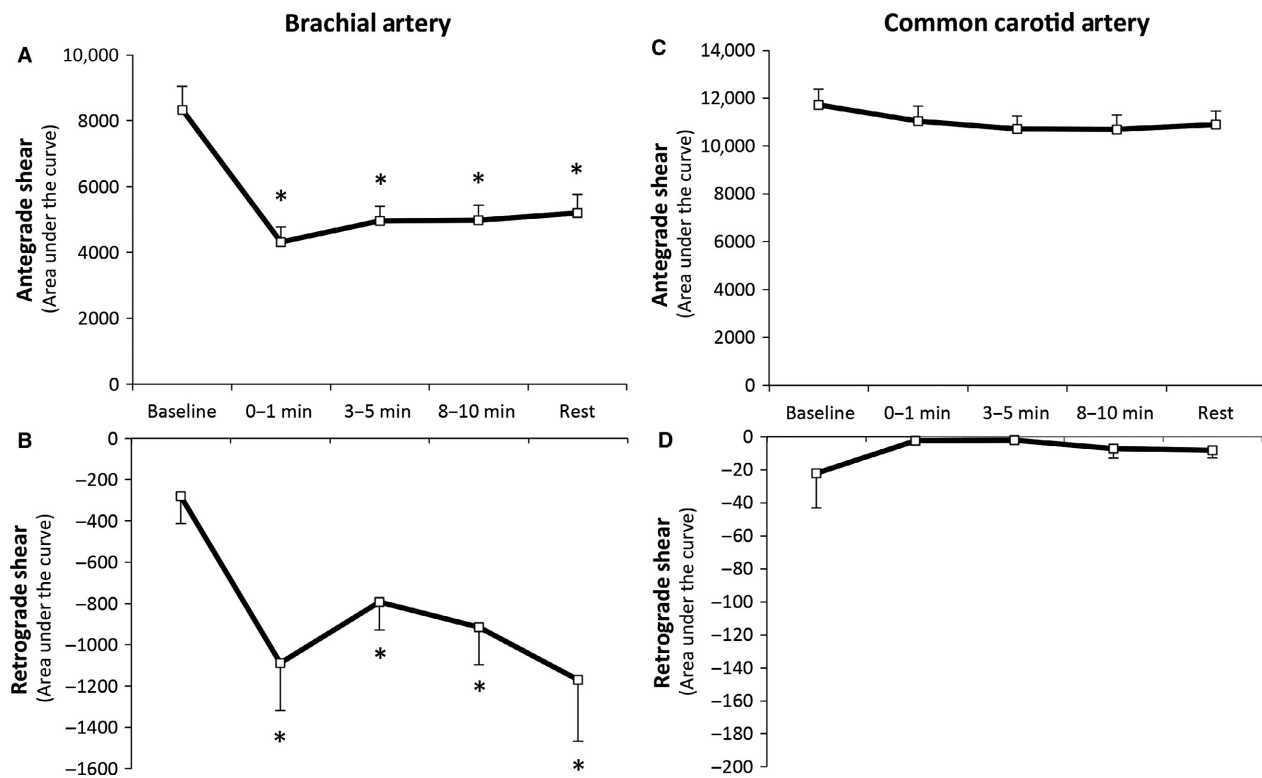 Brachial artery
A
Antegrade shear
(Area under the curve)
10,000
8000
6000
4000
2000
0
*
*
*
*
Baseline
0–1 min
3–5 min
8–10 min
Rest
B
Retrograde shear
(Area under the curve)
0
–200
–400
–600
–800
–1000
–1200
–1400
–1600
*
*
*
*
Common carotid artery
C
Antegrade shear
(Area under the curve)
14,000
12,000
10,000
8000
6000
4000
2000
0
Baseline
0–1 min
3–5 min
8–10 min
Rest
D
Retrograde shear
(Area under the curve)
0
–20
–40
–60
–80
–100
–120
–140
–160
–180
–200